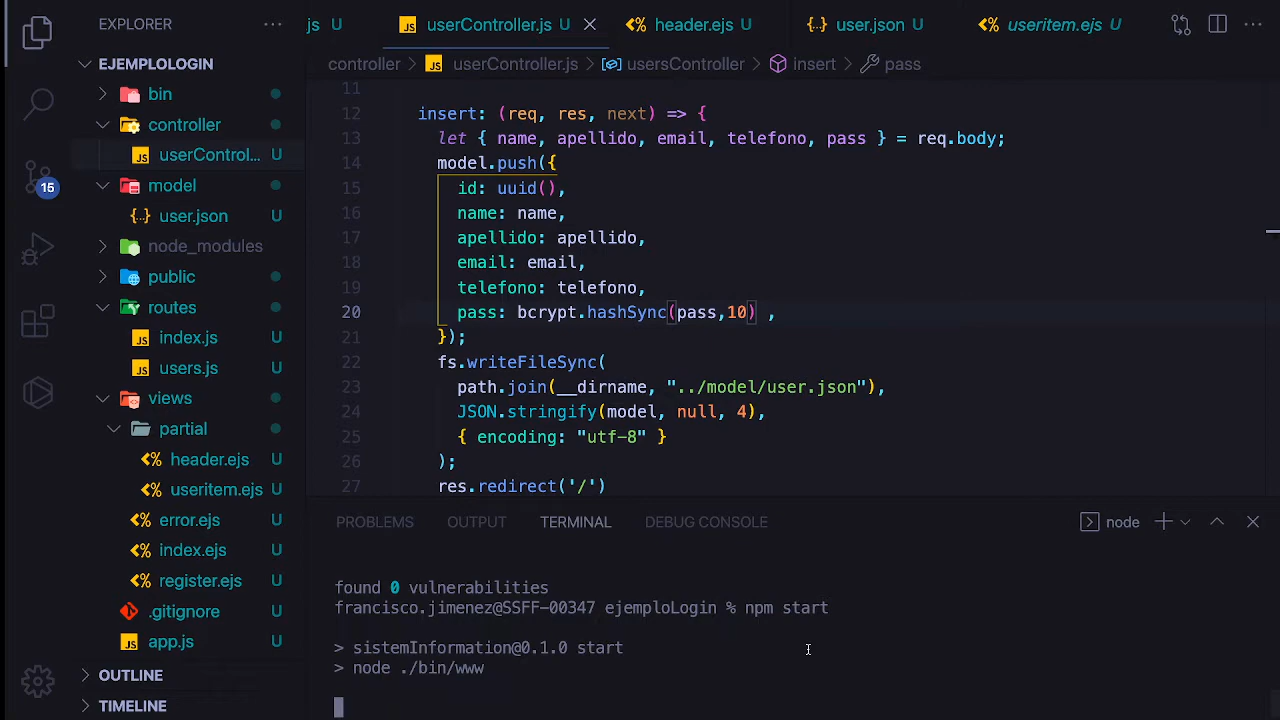 EXPLORER
EJEMPLOLOGIN
bin
controller
JS userControl... U
model
{} user.json U
node_modules
public
routes
JS index.js U
JS users.js U
views
partial
header.ejs U
useritem.ejs U
error.ejs U
index.ejs U
register.ejs U
.gitignore U
JS app.js U
OUTLINE
TIMELINE
15
js U
JS userController.js U
header.ejs U
{} user.json U
useritem.ejs U
controller JS userController.js usersController insert pass
11
12 insert: (req, res, next) => {
13 let { name, apellido, email, telefono, pass } = req.body;
14 model.push({
15 id: uuid(),
16 name: name,
17 apellido: apellido,
18 email: email,
19 telefono: telefono,
20 pass: bcrypt.hashSync(pass,10) ,
21 });
22 fs.writeFileSync(
23 path.join(__dirname, "../model/user.json"),
24 JSON.stringify(model, null, 4),
25 { encoding: "utf-8" }
26 );
27 res.redirect('/')
PROBLEMS OUTPUT TERMINAL DEBUG CONSOLE
node
found 0 vulnerabilities
francisco.jimenez@SSFF-00347 ejemploLogin % npm start
> sistemInformation@0.1.0 start
> node ./bin/www